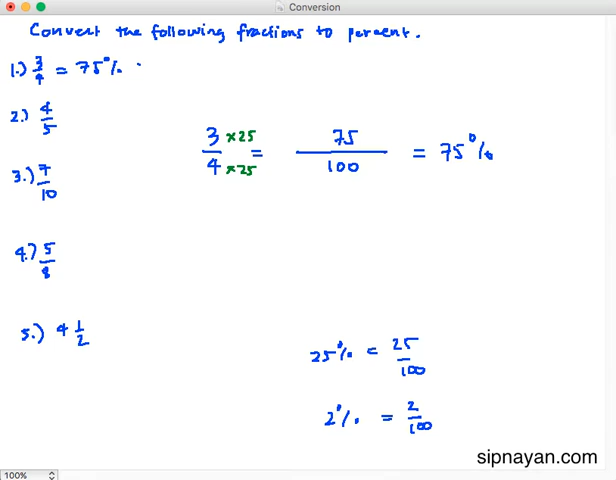 Conversion
Convert the following fractions to percent.
1.) 3/4 = 75%
2.) 4/5
3/4 ×25 ×25 = 75/100 = 75%
3.) 7/10
4.) 5/8
5.) 4 1/2
25% = 25/100
2% = 2/100
sipnayan.com
100%